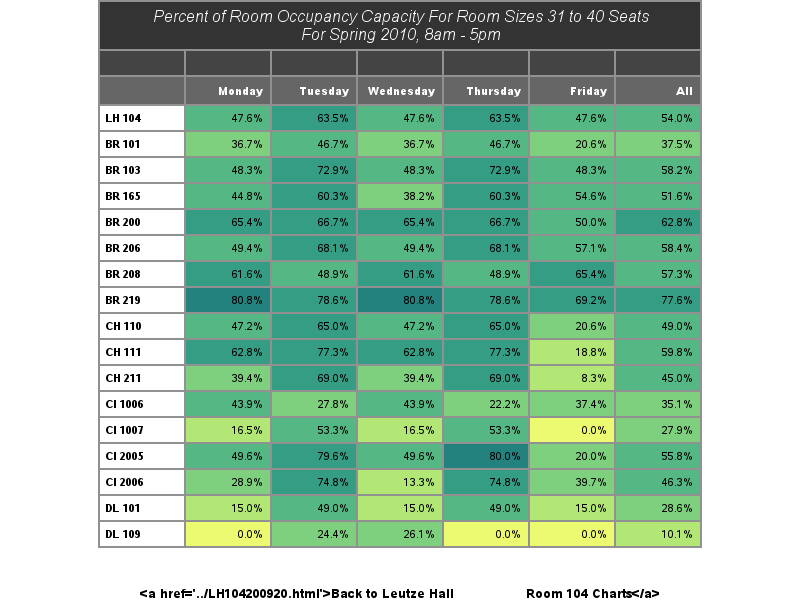 Percent of Room Occupancy Capacity For Room Sizes 31 to 40 Seats
For Spring 2010, 8am - 5pm
Monday Tuesday Wednesday Thursday Friday All
LH 104 47.6% 63.5% 47.6% 63.5% 47.6% 54.0%
BR 101 36.7% 46.7% 36.7% 46.7% 20.6% 37.5%
BR 103 48.3% 72.9% 48.3% 72.9% 48.3% 58.2%
BR 165 44.8% 60.3% 38.2% 60.3% 54.6% 51.6%
BR 200 65.4% 66.7% 65.4% 66.7% 50.0% 62.8%
BR 206 49.4% 68.1% 49.4% 68.1% 57.1% 58.4%
BR 208 61.6% 48.9% 61.6% 48.9% 65.4% 57.3%
BR 219 80.8% 78.6% 80.8% 78.6% 69.2% 77.6%
CH 110 47.2% 65.0% 47.2% 65.0% 20.6% 49.0%
CH 111 62.8% 77.3% 62.8% 77.3% 18.8% 59.8%
CH 211 39.4% 69.0% 39.4% 69.0% 8.3% 45.0%
CI 1006 43.9% 27.8% 43.9% 22.2% 37.4% 35.1%
CI 1007 16.5% 53.3% 16.5% 53.3% 0.0% 27.9%
CI 2005 49.6% 79.6% 49.6% 80.0% 20.0% 55.8%
CI 2006 28.9% 74.8% 13.3% 74.8% 39.7% 46.3%
DL 101 15.0% 49.0% 15.0% 49.0% 15.0% 28.6%
DL 109 0.0% 24.4% 26.1% 0.0% 0.0% 10.1%
<a href='../LH104200920.html'>Back to Leutze Hall Room 104 Charts</a>